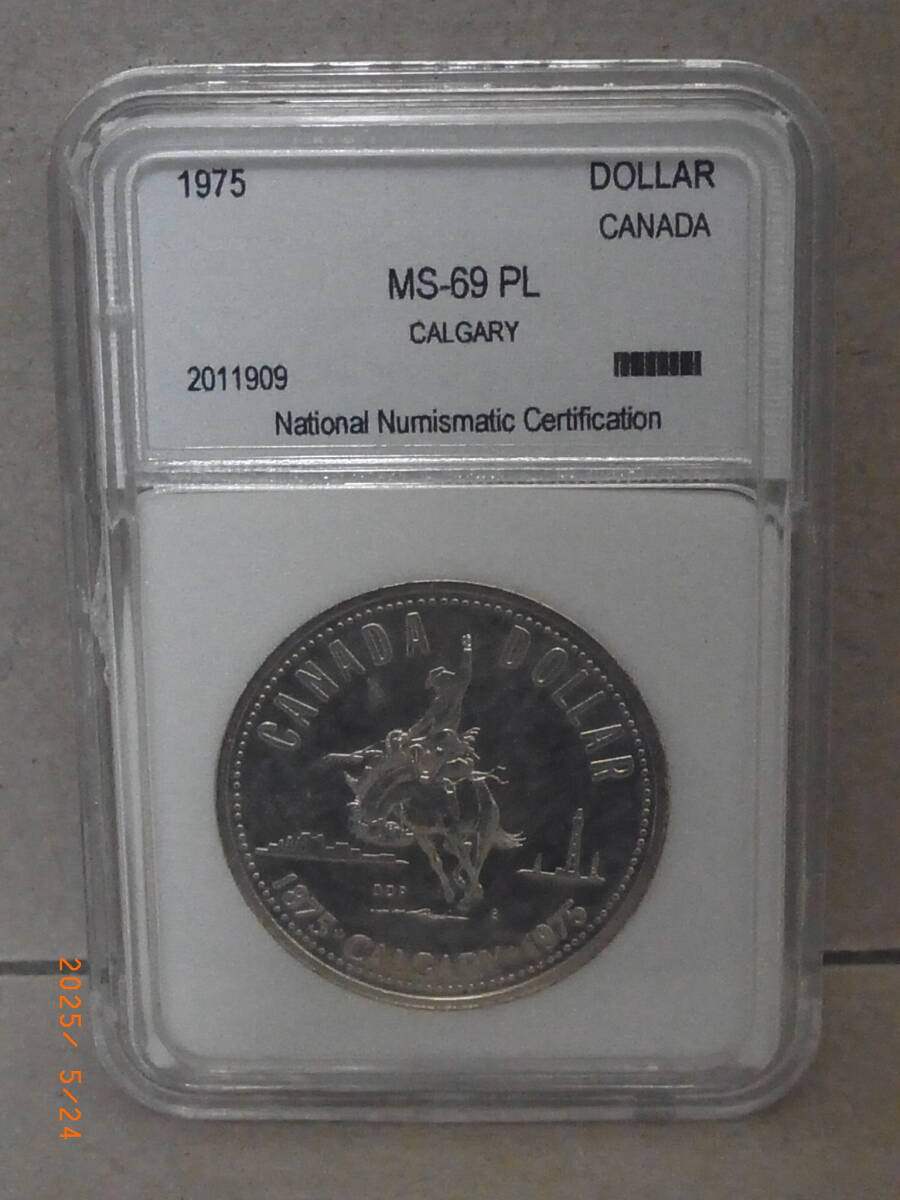 1975
DOLLAR
CANADA
MS-69 PL
CALGARY
2011909
National Numismatic Certification
CANADA DOLLAR
1875·CALGARY·1975
2025/ 5/24